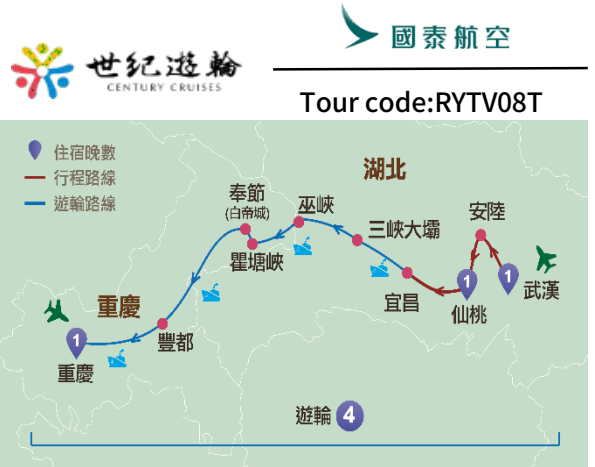 世纪遊輪
CENTURY CRUISES
國泰航空
Tour code:RYTV08T
住宿晚數
行程路線
遊輪路線
湖北
奉節
(白帝城)
巫峽
三峽大壩
安陸
瞿塘峽
1
1
武漢
宜昌
仙桃
重慶
豐都
1
重慶
遊輪 4